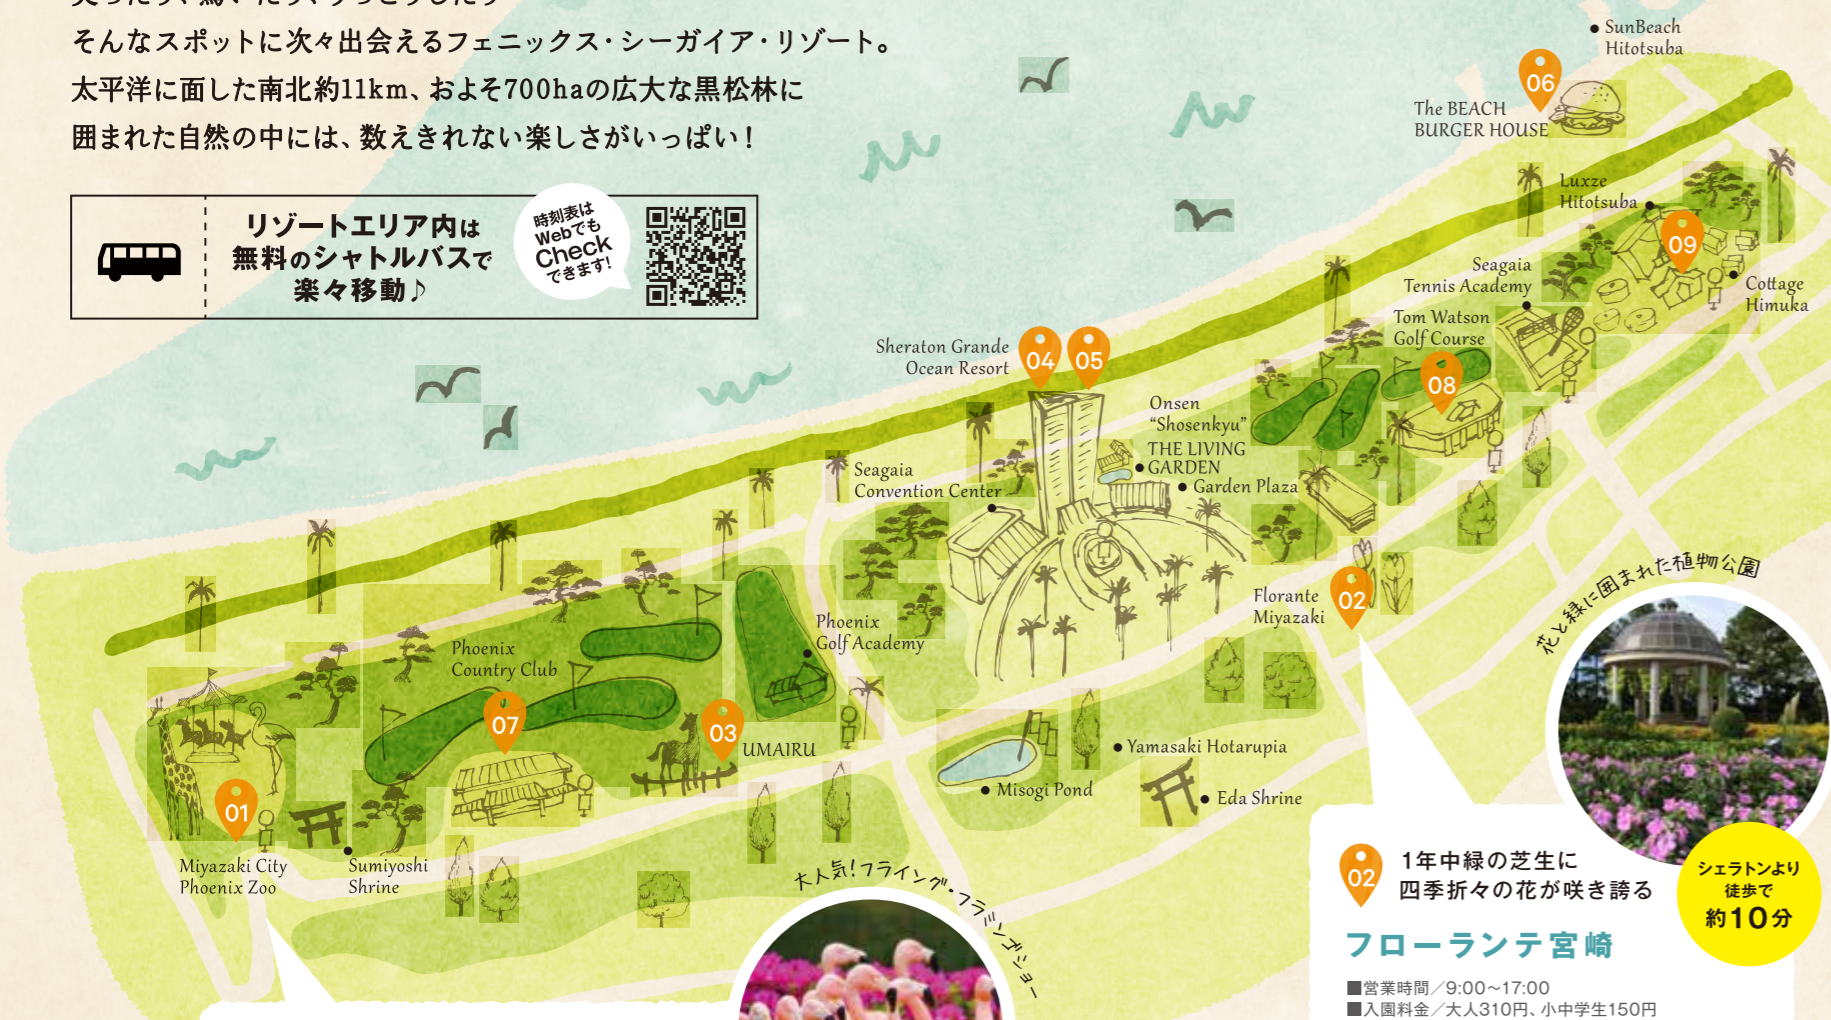 そんなスポットに次々出会えるフェニックス・シーガイア・リゾート。
太平洋に面した南北約11km、およそ700haの広大な黒松林に
囲まれた自然の中には、数えきれない楽しさがいっぱい！
リゾートエリア内は
無料のシャトルバスで
楽々移動♪
時刻表は
Webでも
Check
できます!
SunBeach
Hitotsuba
06
The BEACH
BURGER HOUSE
Luxze
Hitotsuba
09
Seagaia
Tennis Academy
Cottage
Himuka
Tom Watson
Golf Course
08
Sheraton Grande
Ocean Resort
04
05
Onsen
"Shosenkyu"
THE LIVING
GARDEN
Garden Plaza
Seagaia
Convention Center
Florante
Miyazaki
02
Phoenix
Golf Academy
Phoenix
Country Club
07
03
UMAIRU
Yamasaki Hotarupia
Misogi Pond
Eda Shrine
01
Miyazaki City
Phoenix Zoo
Sumiyoshi
Shrine
大人気!フライング・フラミンゴショー
花と緑に囲まれた植物公園
02
1年中緑の芝生に
四季折々の花が咲き誇る
シェラトンより
徒歩で
約10分
フローランテ宮崎
■営業時間／9:00〜17:00
■入園料金／大人310円、小中学生150円